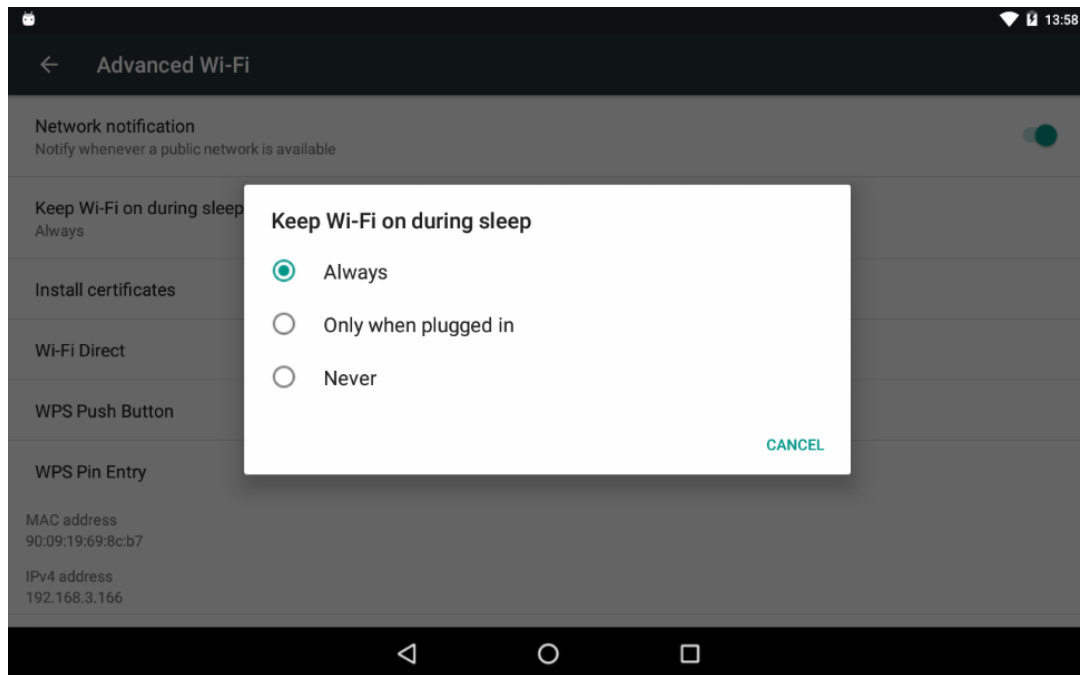 13:58
Advanced Wi-Fi
Network notification
Notify whenever a public network is available
Keep Wi-Fi on during sleep
Always
Install certificates
Wi-Fi Direct
WPS Push Button
WPS Pin Entry
MAC address
90:09:19:69:8c:b7
IPv4 address
192.168.3.166
Keep Wi-Fi on during sleep
Always
Only when plugged in
Never
CANCEL